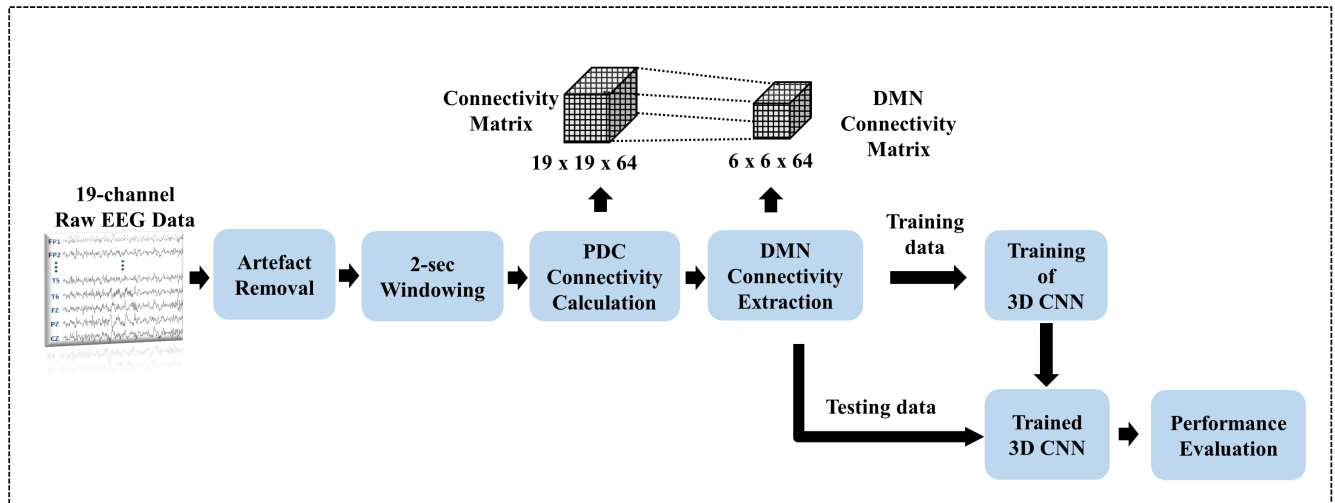 Connectivity
Matrix
19 x 19 x 64
6 x 6 x 64
DMN
Connectivity
Matrix
19-channel
Raw EEG Data
FP1
FP2
T5
T6
FZ
PZ
CZ
Artefact
Removal
2-sec
Windowing
PDC
Connectivity
Calculation
DMN
Connectivity
Extraction
Training
data
Training
of
3D CNN
Testing data
Trained
3D CNN
Performance
Evaluation